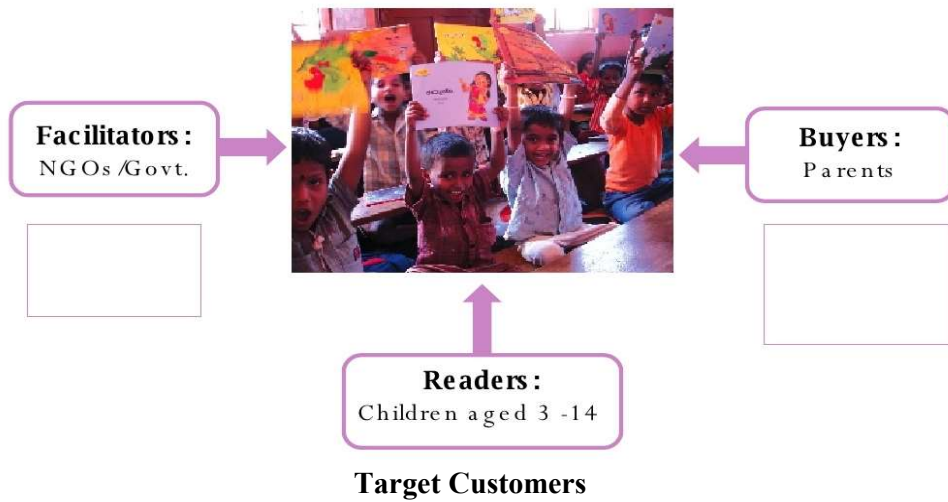 Facilitators:
NGOs/Govt.
Buyers:
Parents
Readers:
Children aged 3 -14
Target Customers